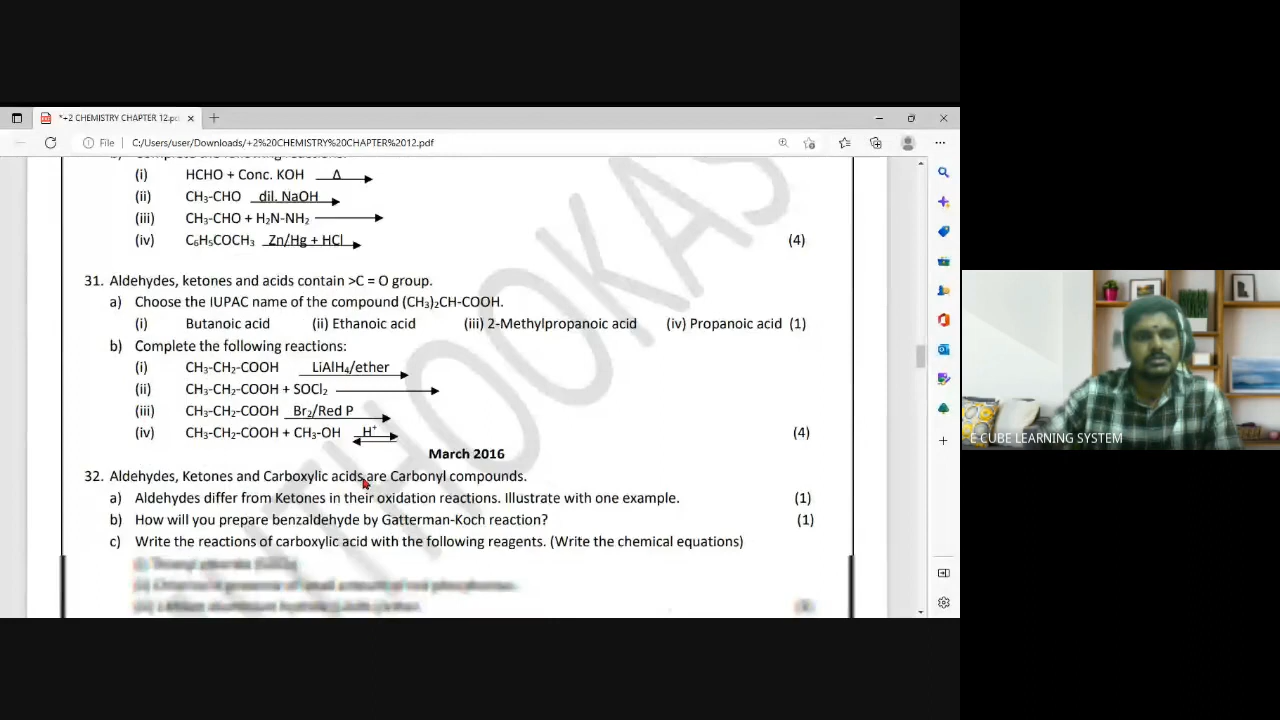 *+2 CHEMISTRY CHAPTER 12.pd
File C:/Users/user/Downloads/+2%20CHEMISTRY%20CHAPTER%2012.pdf
(i) HCHO + Conc. KOH Δ
(ii) CH₃-CHO dil. NaOH
(iii) CH₃-CHO + H₂N-NH₂
(iv) C₆H₅COCH₃ Zn/Hg + HCl (4)
31. Aldehydes, ketones and acids contain >C = O group.
a) Choose the IUPAC name of the compound (CH₃)₂CH-COOH.
(i) Butanoic acid (ii) Ethanoic acid (iii) 2-Methylpropanoic acid (iv) Propanoic acid (1)
b) Complete the following reactions:
(i) CH₃-CH₂-COOH LiAlH₄/ether
(ii) CH₃-CH₂-COOH + SOCl₂
(iii) CH₃-CH₂-COOH Br₂/Red P
(iv) CH₃-CH₂-COOH + CH₃-OH H⁺ (4)
March 2016
32. Aldehydes, Ketones and Carboxylic acids are Carbonyl compounds.
a) Aldehydes differ from Ketones in their oxidation reactions. Illustrate with one example. (1)
b) How will you prepare benzaldehyde by Gatterman-Koch reaction? (1)
c) Write the reactions of carboxylic acid with the following reagents. (Write the chemical equations)
E CUBE LEARNING SYSTEM